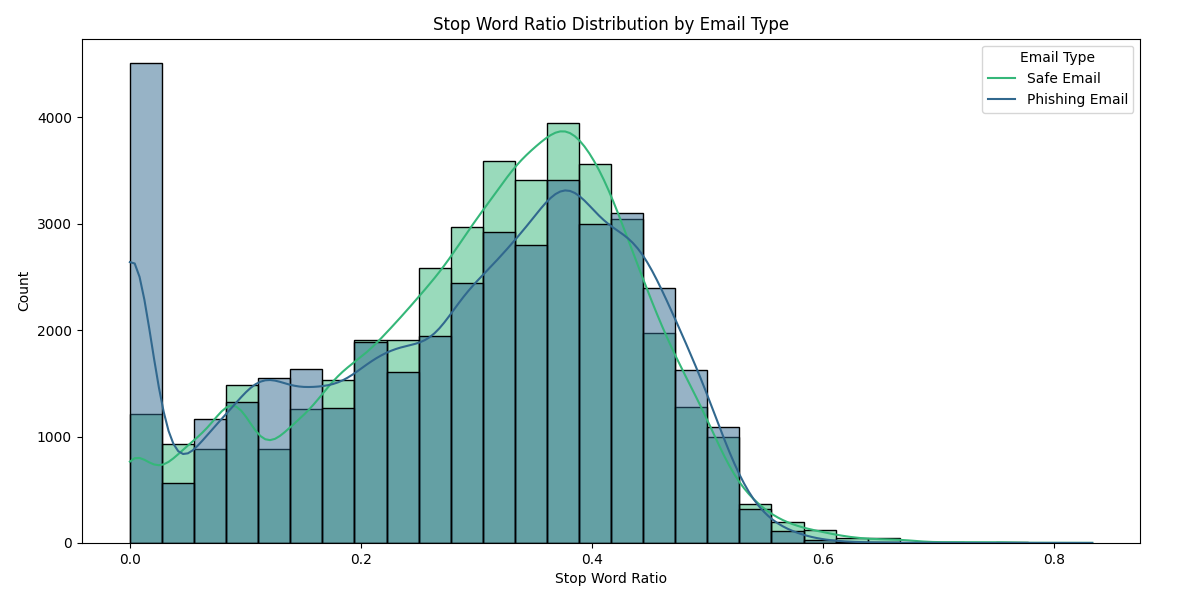 Stop Word Ratio Distribution by Email Type
Email Type
Safe Email
Phishing Email
Count
4000
3000
2000
1000
0
0.0 0.2 0.4 0.6 0.8
Stop Word Ratio